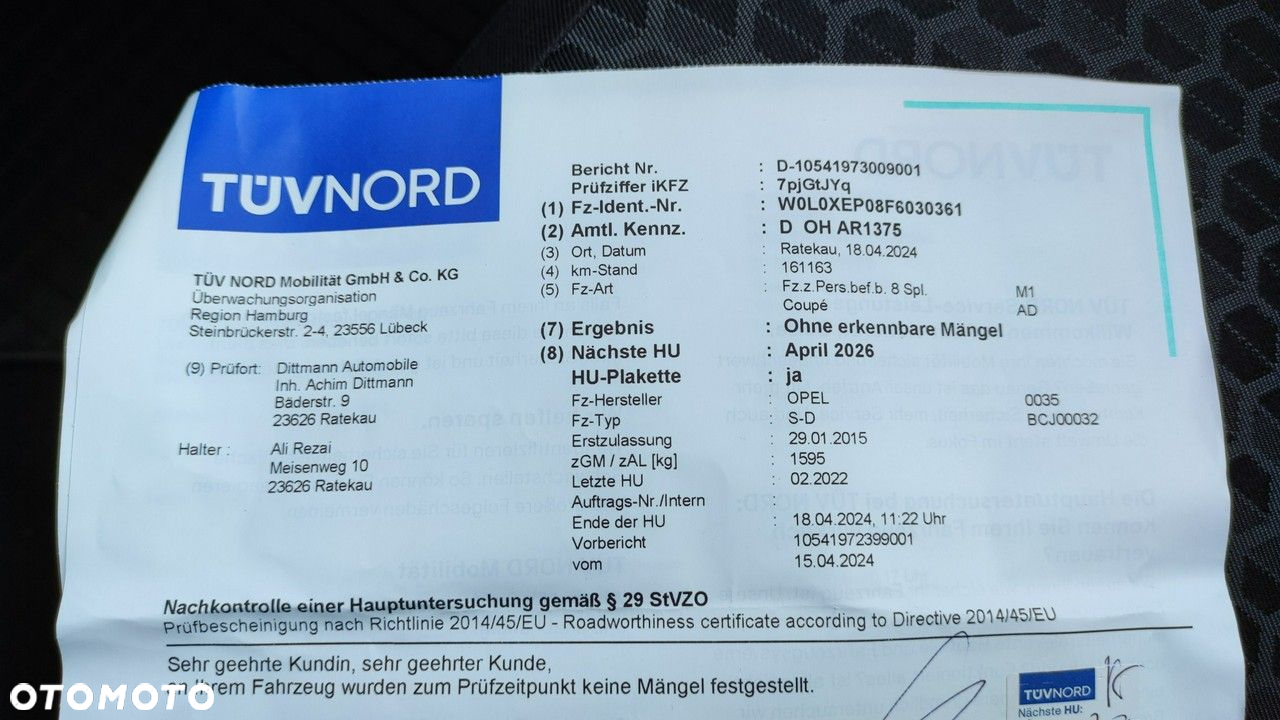 TÜVNORD
Bericht Nr. : D-10541973009001
Prüfziffer iKFZ : 7pjGtJYq
(1) Fz-Ident.-Nr. : W0L0XEP08F6030361
(2) Amtl. Kennz. : D OH AR1375
(3) Ort, Datum : Ratekau, 18.04.2024
(4) km-Stand : 161163
(5) Fz-Art : Fz.z.Pers.bef.b. 8 Spl. M1
Coupé AD
(7) Ergebnis : Ohne erkennbare Mängel
(8) Nächste HU : April 2026
HU-Plakette : ja
Fz-Hersteller : OPEL 0035
Fz-Typ : S-D BCJ00032
Erstzulassung : 29.01.2015
zGM / zAL [kg] : 1595
Letzte HU : 02.2022
Auftrags-Nr./Intern :
Ende der HU : 18.04.2024, 11:22 Uhr
Vorbericht : 10541972399001
vom : 15.04.2024
TÜV NORD Mobilität GmbH & Co. KG
Überwachungsorganisation
Region Hamburg
Steinbrückerstr. 2-4, 23556 Lübeck
(9) Prüfort: Dittmann Automobile
Inh. Achim Dittmann
Bäderstr. 9
23626 Ratekau
Halter : Ali Rezai
Meisenweg 10
23626 Ratekau
Nachkontrolle einer Hauptuntersuchung gemäß § 29 StVZO
Prüfbescheinigung nach Richtlinie 2014/45/EU - Roadworthiness certificate according to Directive 2014/45/EU
Sehr geehrte Kundin, sehr geehrter Kunde,
an Ihrem Fahrzeug wurden zum Prüfzeitpunkt keine Mängel festgestellt.
TÜVNORD
Nächste HU:
OTOMOTO